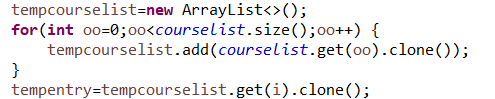 tempcourselist=new ArrayList<>();
for(int oo=0;oo<courselist.size();oo++) {
    tempcourselist.add(courselist.get(oo).clone());
}
tempentry=tempcourselist.get(i).clone();